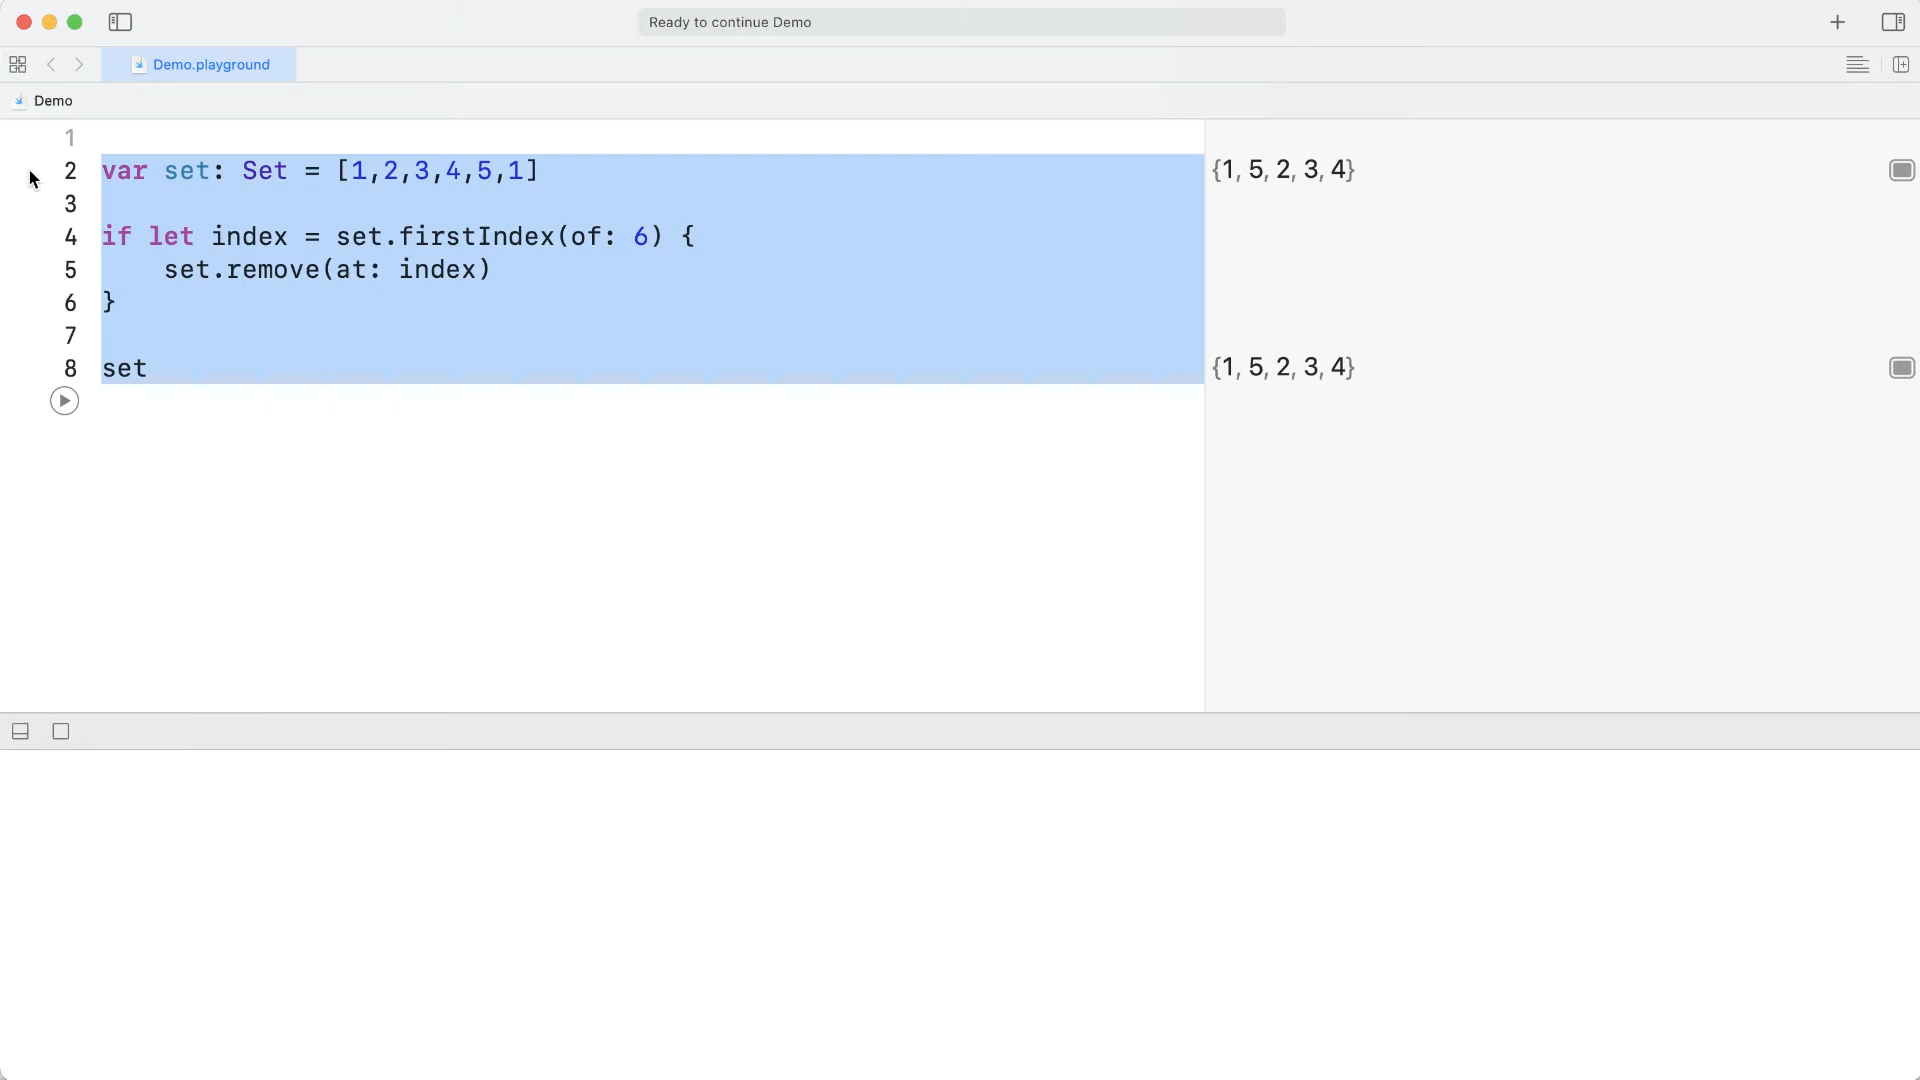 Ready to continue Demo
Demo.playground
Demo
1
2 var set: Set = [1,2,3,4,5,1] {1, 5, 2, 3, 4}
3
4 if let index = set.firstIndex(of: 6) {
5 set.remove(at: index)
6 }
7
8 set {1, 5, 2, 3, 4}